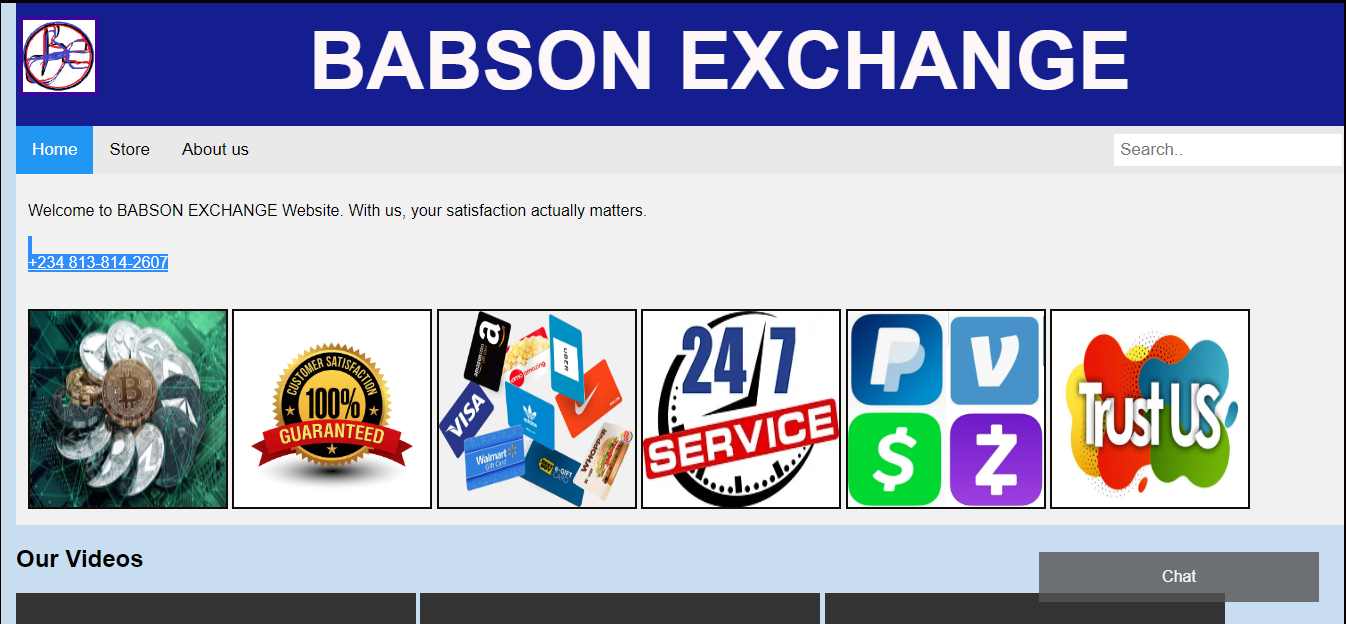 BABSON EXCHANGE
Home
Store
About us
Search..
Welcome to BABSON EXCHANGE Website. With us, your satisfaction actually matters.
+234 813-814-2607
CUSTOMER SATISFACTION
100%
GUARANTEED
amazing
UBER
VISA
adidas
Walmart
Gift Card
e-GIFT
WHOPPER
24/7
SERVICE
Trust US
Our Videos
Chat